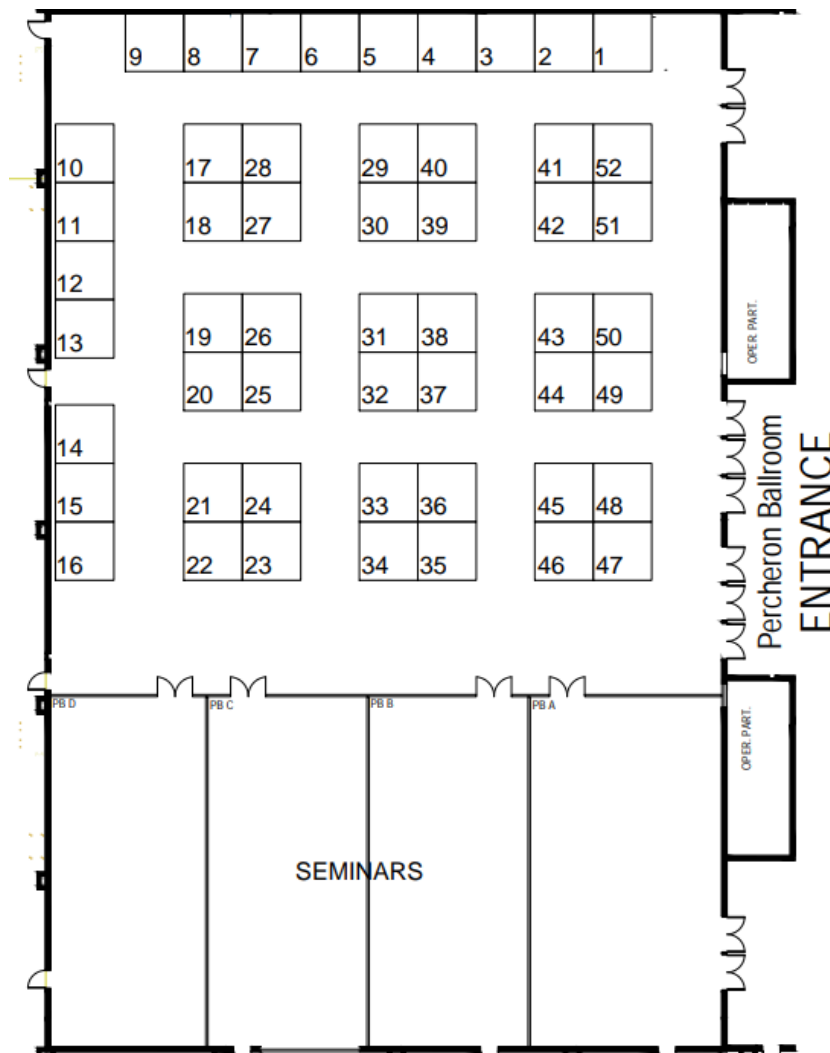 9 8 7 6 5 4 3 2 1
10 17 28 29 40 41 52
11 18 27 30 39 42 51
12
13 19 26 31 38 43 50
20 25 32 37 44 49
14
15 21 24 33 36 45 48
16 22 23 34 35 46 47
OPER. PART.
Percheron Ballroom
ENTRANCE
PB D PB C PB B PB A
OPER. PART.
SEMINARS